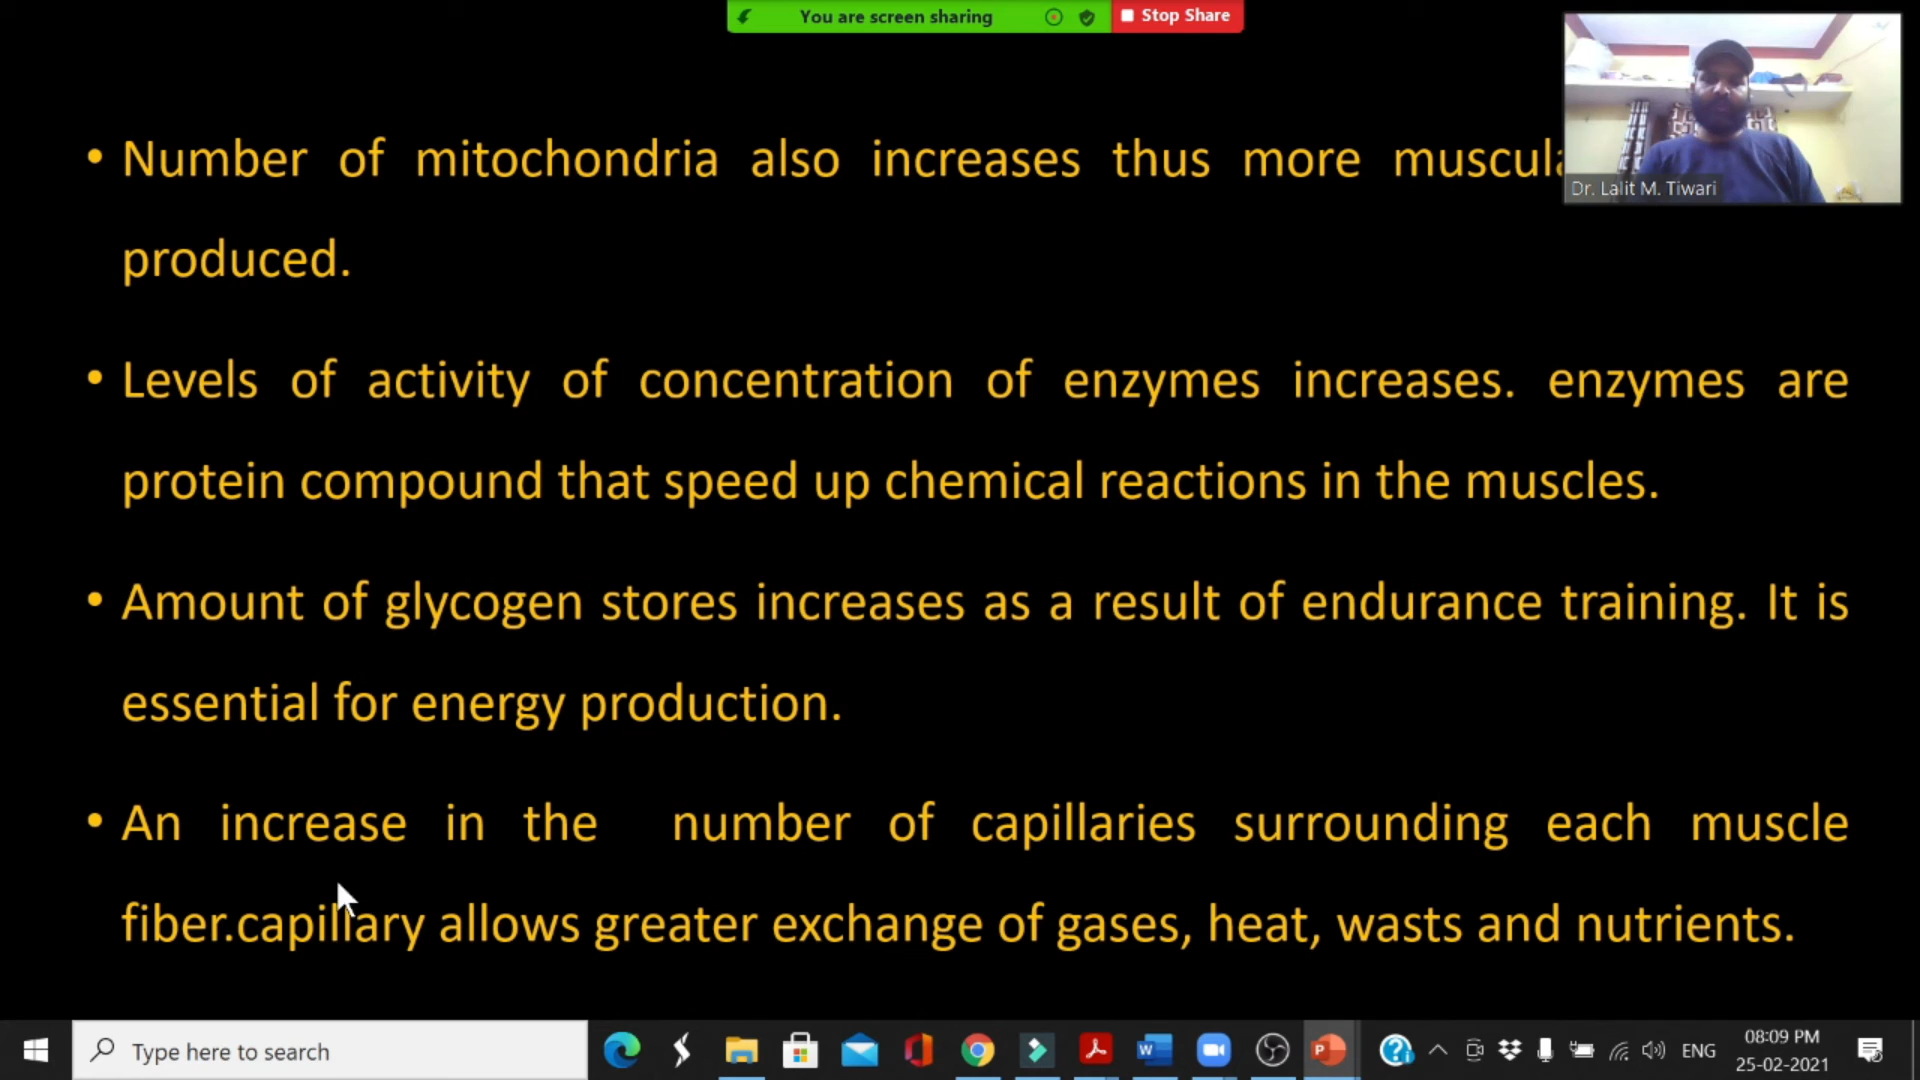 You are screen sharing
Stop Share
• Number of mitochondria also increases thus more
produced.
Dr. Lalit M. Tiwari
• Levels of activity of concentration of enzymes increases. enzymes are
protein compound that speed up chemical reactions in the muscles.
• Amount of glycogen stores increases as a result of endurance training. It is
essential for energy production.
• An increase in the number of capillaries surrounding each muscle
fiber.capillary allows greater exchange of gases, heat, wasts and nutrients.
Type here to search
ENG
08:09 PM
25-02-2021